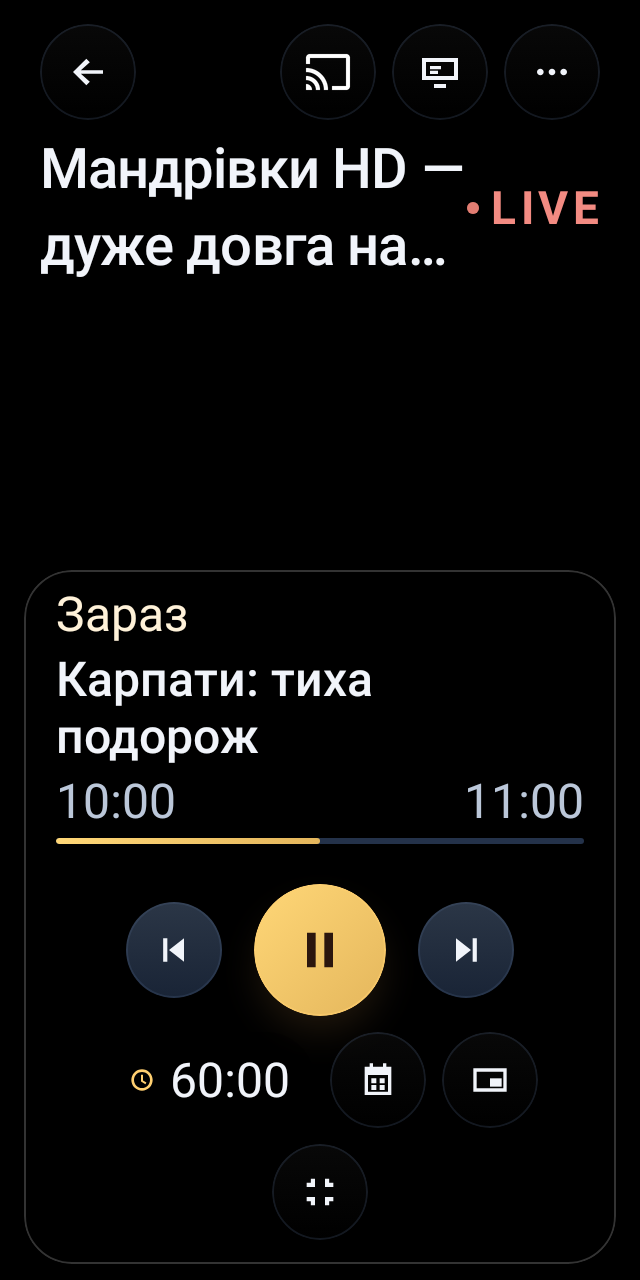 Мандрівки HD —
дуже довга на…
• LIVE
Зараз
Карпати: тиха
подорож
10:00
11:00
60:00